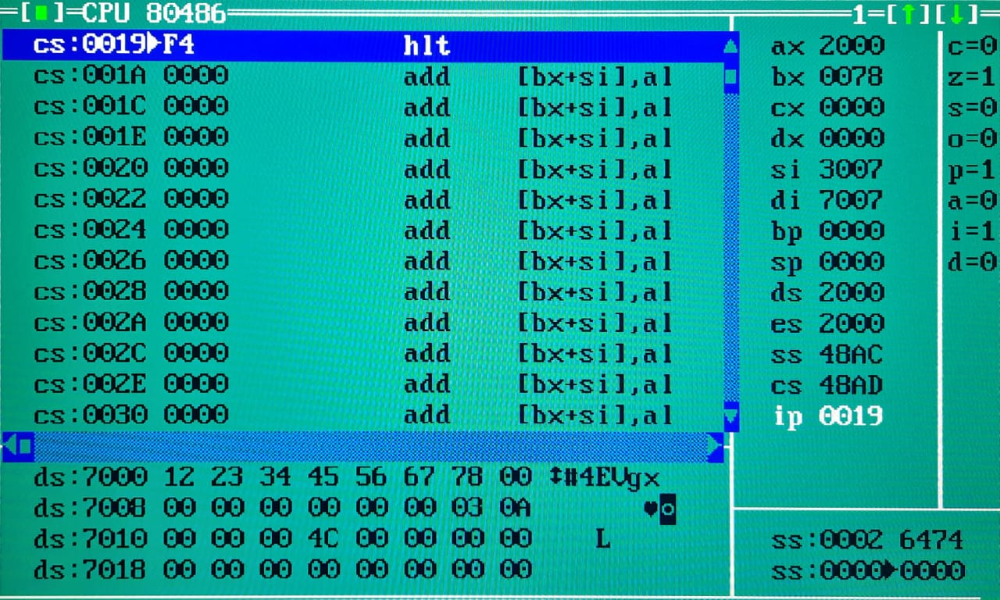 =[■]=CPU 80486 1=[↑][↓]=
cs:0019►F4 hlt ax 2000 c=0
cs:001A 0000 add [bx+si],al bx 0078 z=1
cs:001C 0000 add [bx+si],al cx 0000 s=0
cs:001E 0000 add [bx+si],al dx 0000 o=0
cs:0020 0000 add [bx+si],al si 3007 p=1
cs:0022 0000 add [bx+si],al di 7007 a=0
cs:0024 0000 add [bx+si],al bp 0000 i=1
cs:0026 0000 add [bx+si],al sp 0000 d=0
cs:0028 0000 add [bx+si],al ds 2000
cs:002A 0000 add [bx+si],al es 2000
cs:002C 0000 add [bx+si],al ss 48AC
cs:002E 0000 add [bx+si],al cs 48AD
cs:0030 0000 add [bx+si],al ip 0019
ds:7000 12 23 34 45 56 67 78 00 ↕#4EVgx
ds:7008 00 00 00 00 00 00 03 0A ♥◙
ds:7010 00 00 00 4C 00 00 00 00 L ss:0002 6474
ds:7018 00 00 00 00 00 00 00 00 ss:0000►0000